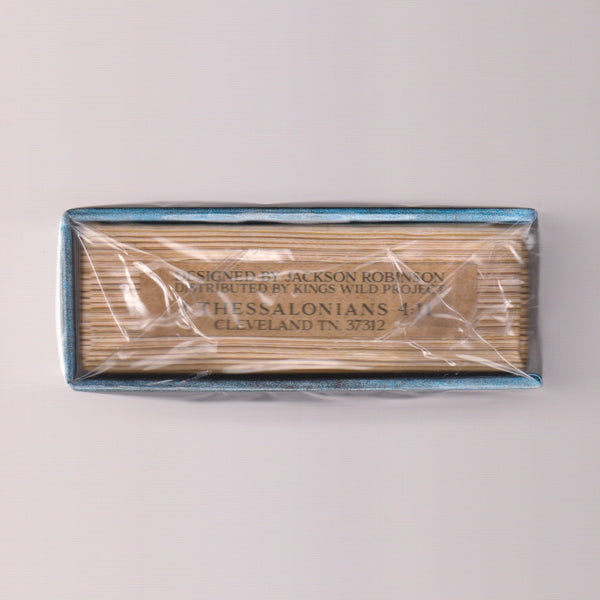 DESIGNED BY JACKSON ROBINSON
DISTRIBUTED BY KINGS WILD PROJECT
THESSALONIANS 4:11
CLEVELAND TN. 37312